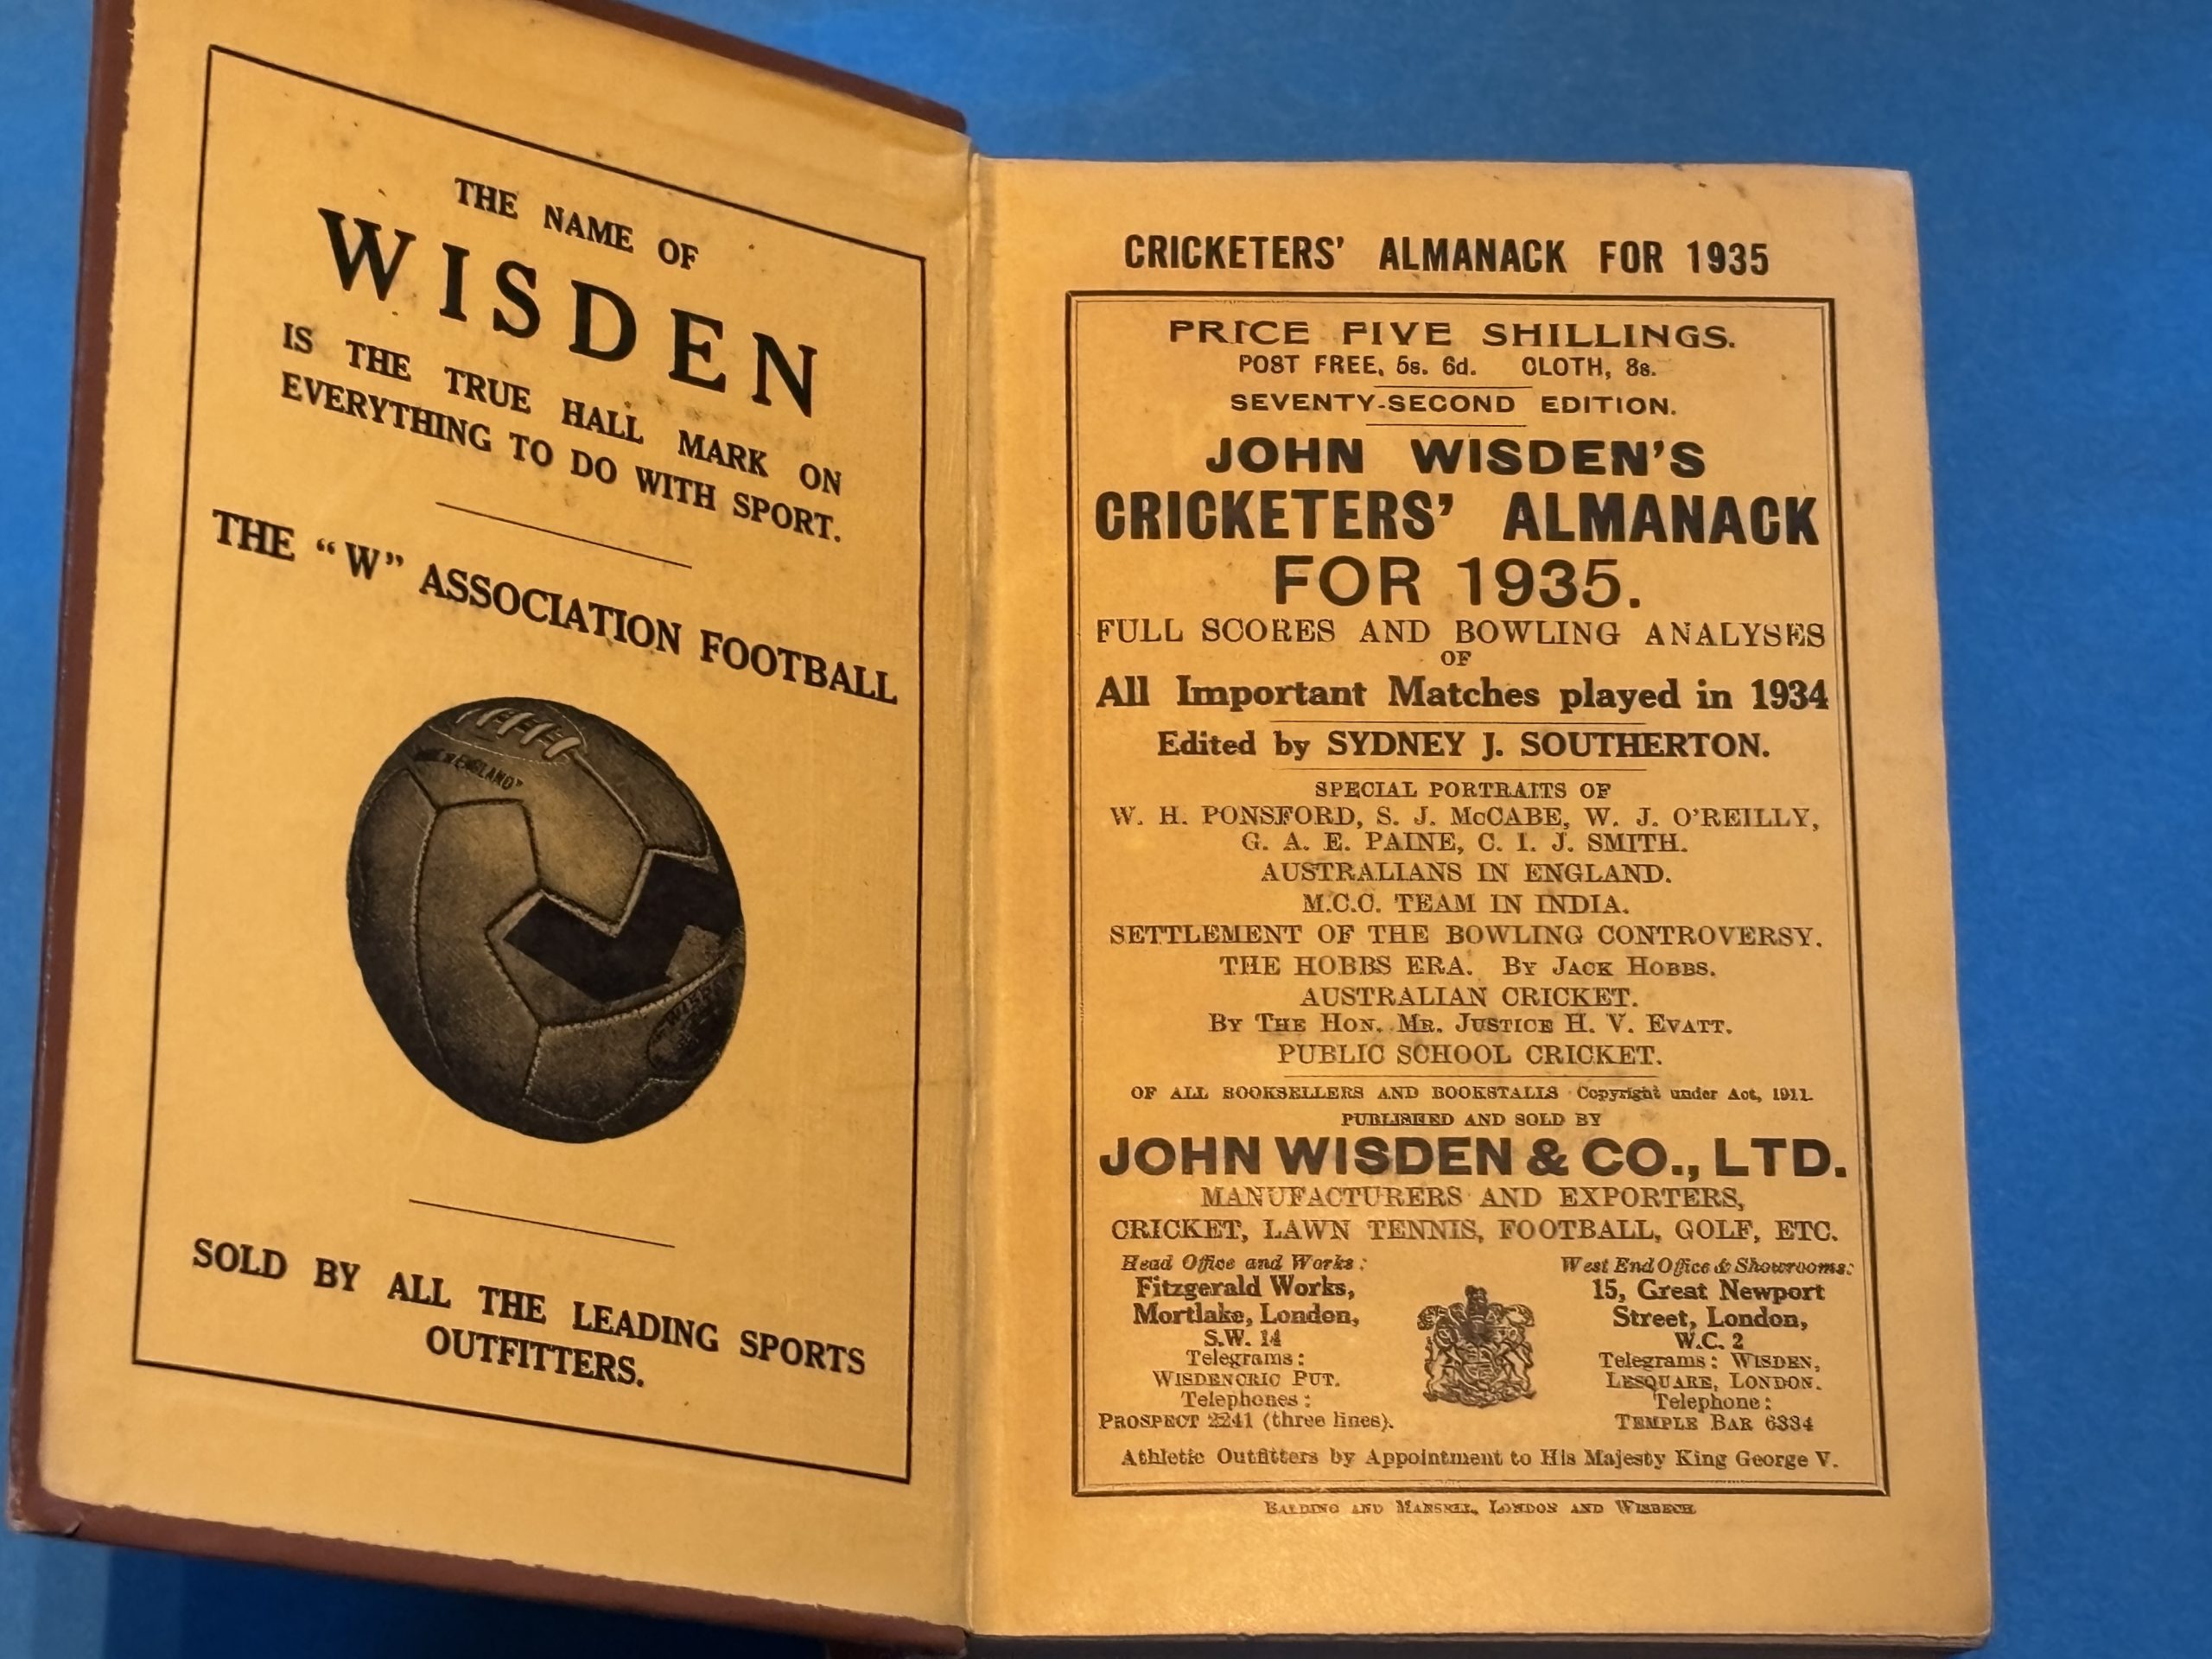 THE NAME OF
WISDEN
IS THE TRUE HALL MARK ON
EVERYTHING TO DO WITH SPORT.
THE "W" ASSOCIATION FOOTBALL
ENGLAND"
SOLD BY ALL THE LEADING SPORTS
OUTFITTERS.
CRICKETERS' ALMANACK FOR 1935
PRICE FIVE SHILLINGS.
POST FREE, 5s. 6d. CLOTH, 8s.
SEVENTY-SECOND EDITION.
JOHN WISDEN'S
CRICKETERS' ALMANACK
FOR 1935.
FULL SCORES AND BOWLING ANALYSES
OF
All Important Matches played in 1934
Edited by SYDNEY J. SOUTHERTON.
SPECIAL PORTRAITS OF
W. H. PONSFORD, S. J. McCABE, W. J. O'REILLY,
G. A. E. PAINE, C. I. J. SMITH.
AUSTRALIANS IN ENGLAND.
M.C.C. TEAM IN INDIA.
SETTLEMENT OF THE BOWLING CONTROVERSY.
THE HOBBS ERA. By Jack Hobbs.
AUSTRALIAN CRICKET.
By The Hon. Mr. Justice H. V. Evatt.
PUBLIC SCHOOL CRICKET.
OF ALL BOOKSELLERS AND BOOKSTALLS Copyright under Act, 1911.
PUBLISHED AND SOLD BY
JOHN WISDEN & CO., LTD.
MANUFACTURERS AND EXPORTERS,
CRICKET, LAWN TENNIS, FOOTBALL, GOLF, ETC.
Head Office and Works:
Fitzgerald Works,
Mortlake, London,
S.W. 14
Telegrams:
Wisdencric Put.
Telephones:
Prospect 2241 (three lines).
West End Office & Showrooms:
15, Great Newport
Street, London,
W.C. 2
Telegrams: Wisden,
Lesquare, London.
Telephone:
Temple Bar 6334
Athletic Outfitters by Appointment to His Majesty King George V.
Balding and Mansell, London and Wisbech